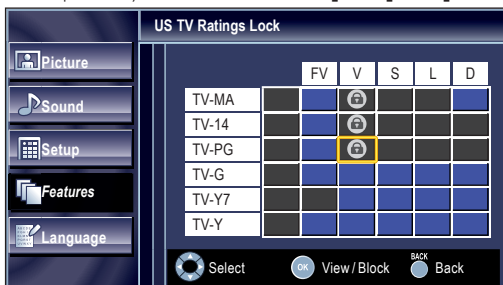 US TV Ratings Lock
Picture
Sound
Setup
Features
Language
FV V S L D
TV-MA
TV-14
TV-PG
TV-G
TV-Y7
TV-Y
Select
OK View/Block
BACK Back